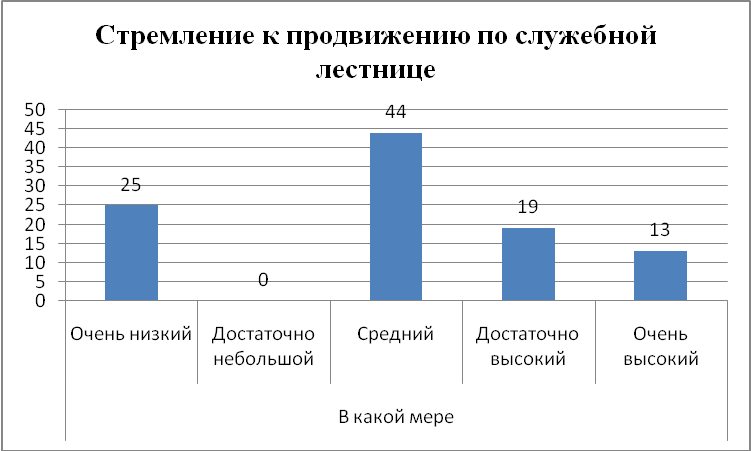 Стремление к продвижению по служебной
лестнице
50
45
40
35
30
25
20
15
10
5
0
25
0
44
19
13
Очень низкий
Достаточно
небольшой
Средний
Достаточно
высокий
Очень
высокий
В какой мере